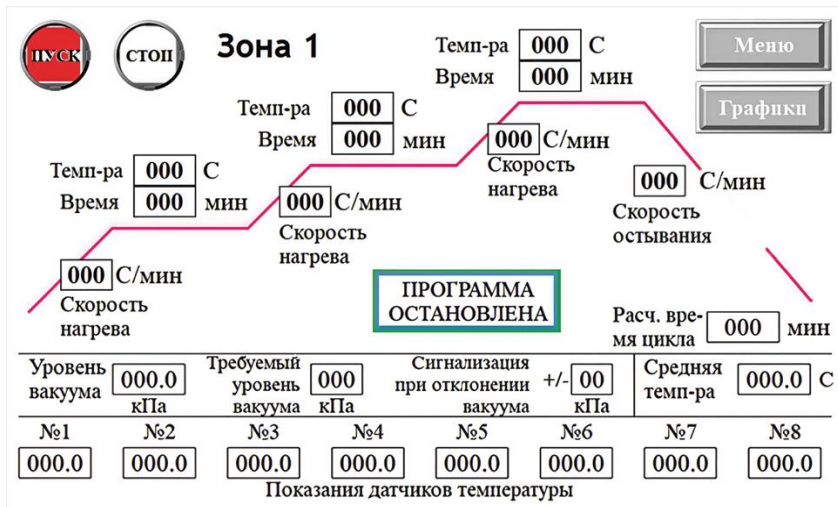 ПУСК
СТОП
Зона 1
Темп-ра 000 С
Время 000 мин
Меню
Графики
Темп-ра 000 С
Время 000 мин
000 С/мин
Скорость
нагрева
Темп-ра 000 С
Время 000 мин
000 С/мин
Скорость
остывания
000 С/мин
Скорость
нагрева
000 С/мин
Скорость
нагрева
ПРОГРАММА
ОСТАНОВЛЕНА
Расч. вре-
мя цикла 000 мин
Уровень
вакуума 000.0
кПа
Требуемый
уровень
вакуума 000
кПа
Сигнализация
при отклонении
вакуума +/- 00
кПа
Средняя
темп-ра 000.0 С
№1 №2 №3 №4 №5 №6 №7 №8
000.0 000.0 000.0 000.0 000.0 000.0 000.0 000.0
Показания датчиков температуры